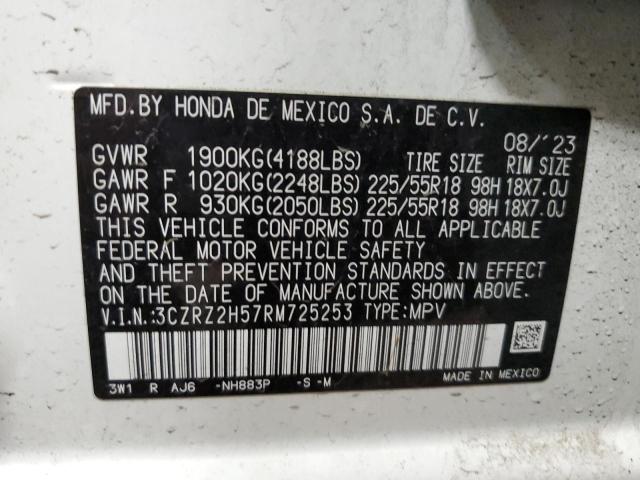 MFD.BY HONDA DE MEXICO S.A. DE C.V.
08/'23
GVWR 1900KG(4188LBS) TIRE SIZE RIM SIZE
GAWR F 1020KG(2248LBS) 225/55R18 98H 18X7.0J
GAWR R 930KG(2050LBS) 225/55R18 98H 18X7.0J
THIS VEHICLE CONFORMS TO ALL APPLICABLE
FEDERAL MOTOR VEHICLE SAFETY
AND THEFT PREVENTION STANDARDS IN EFFECT
ON THE DATE OF MANUFACTURE SHOWN ABOVE.
V.I.N.:3CZRZ2H57RM725253 TYPE:MPV
3W1 R AJ6 -NH883P -S-M MADE IN MEXICO